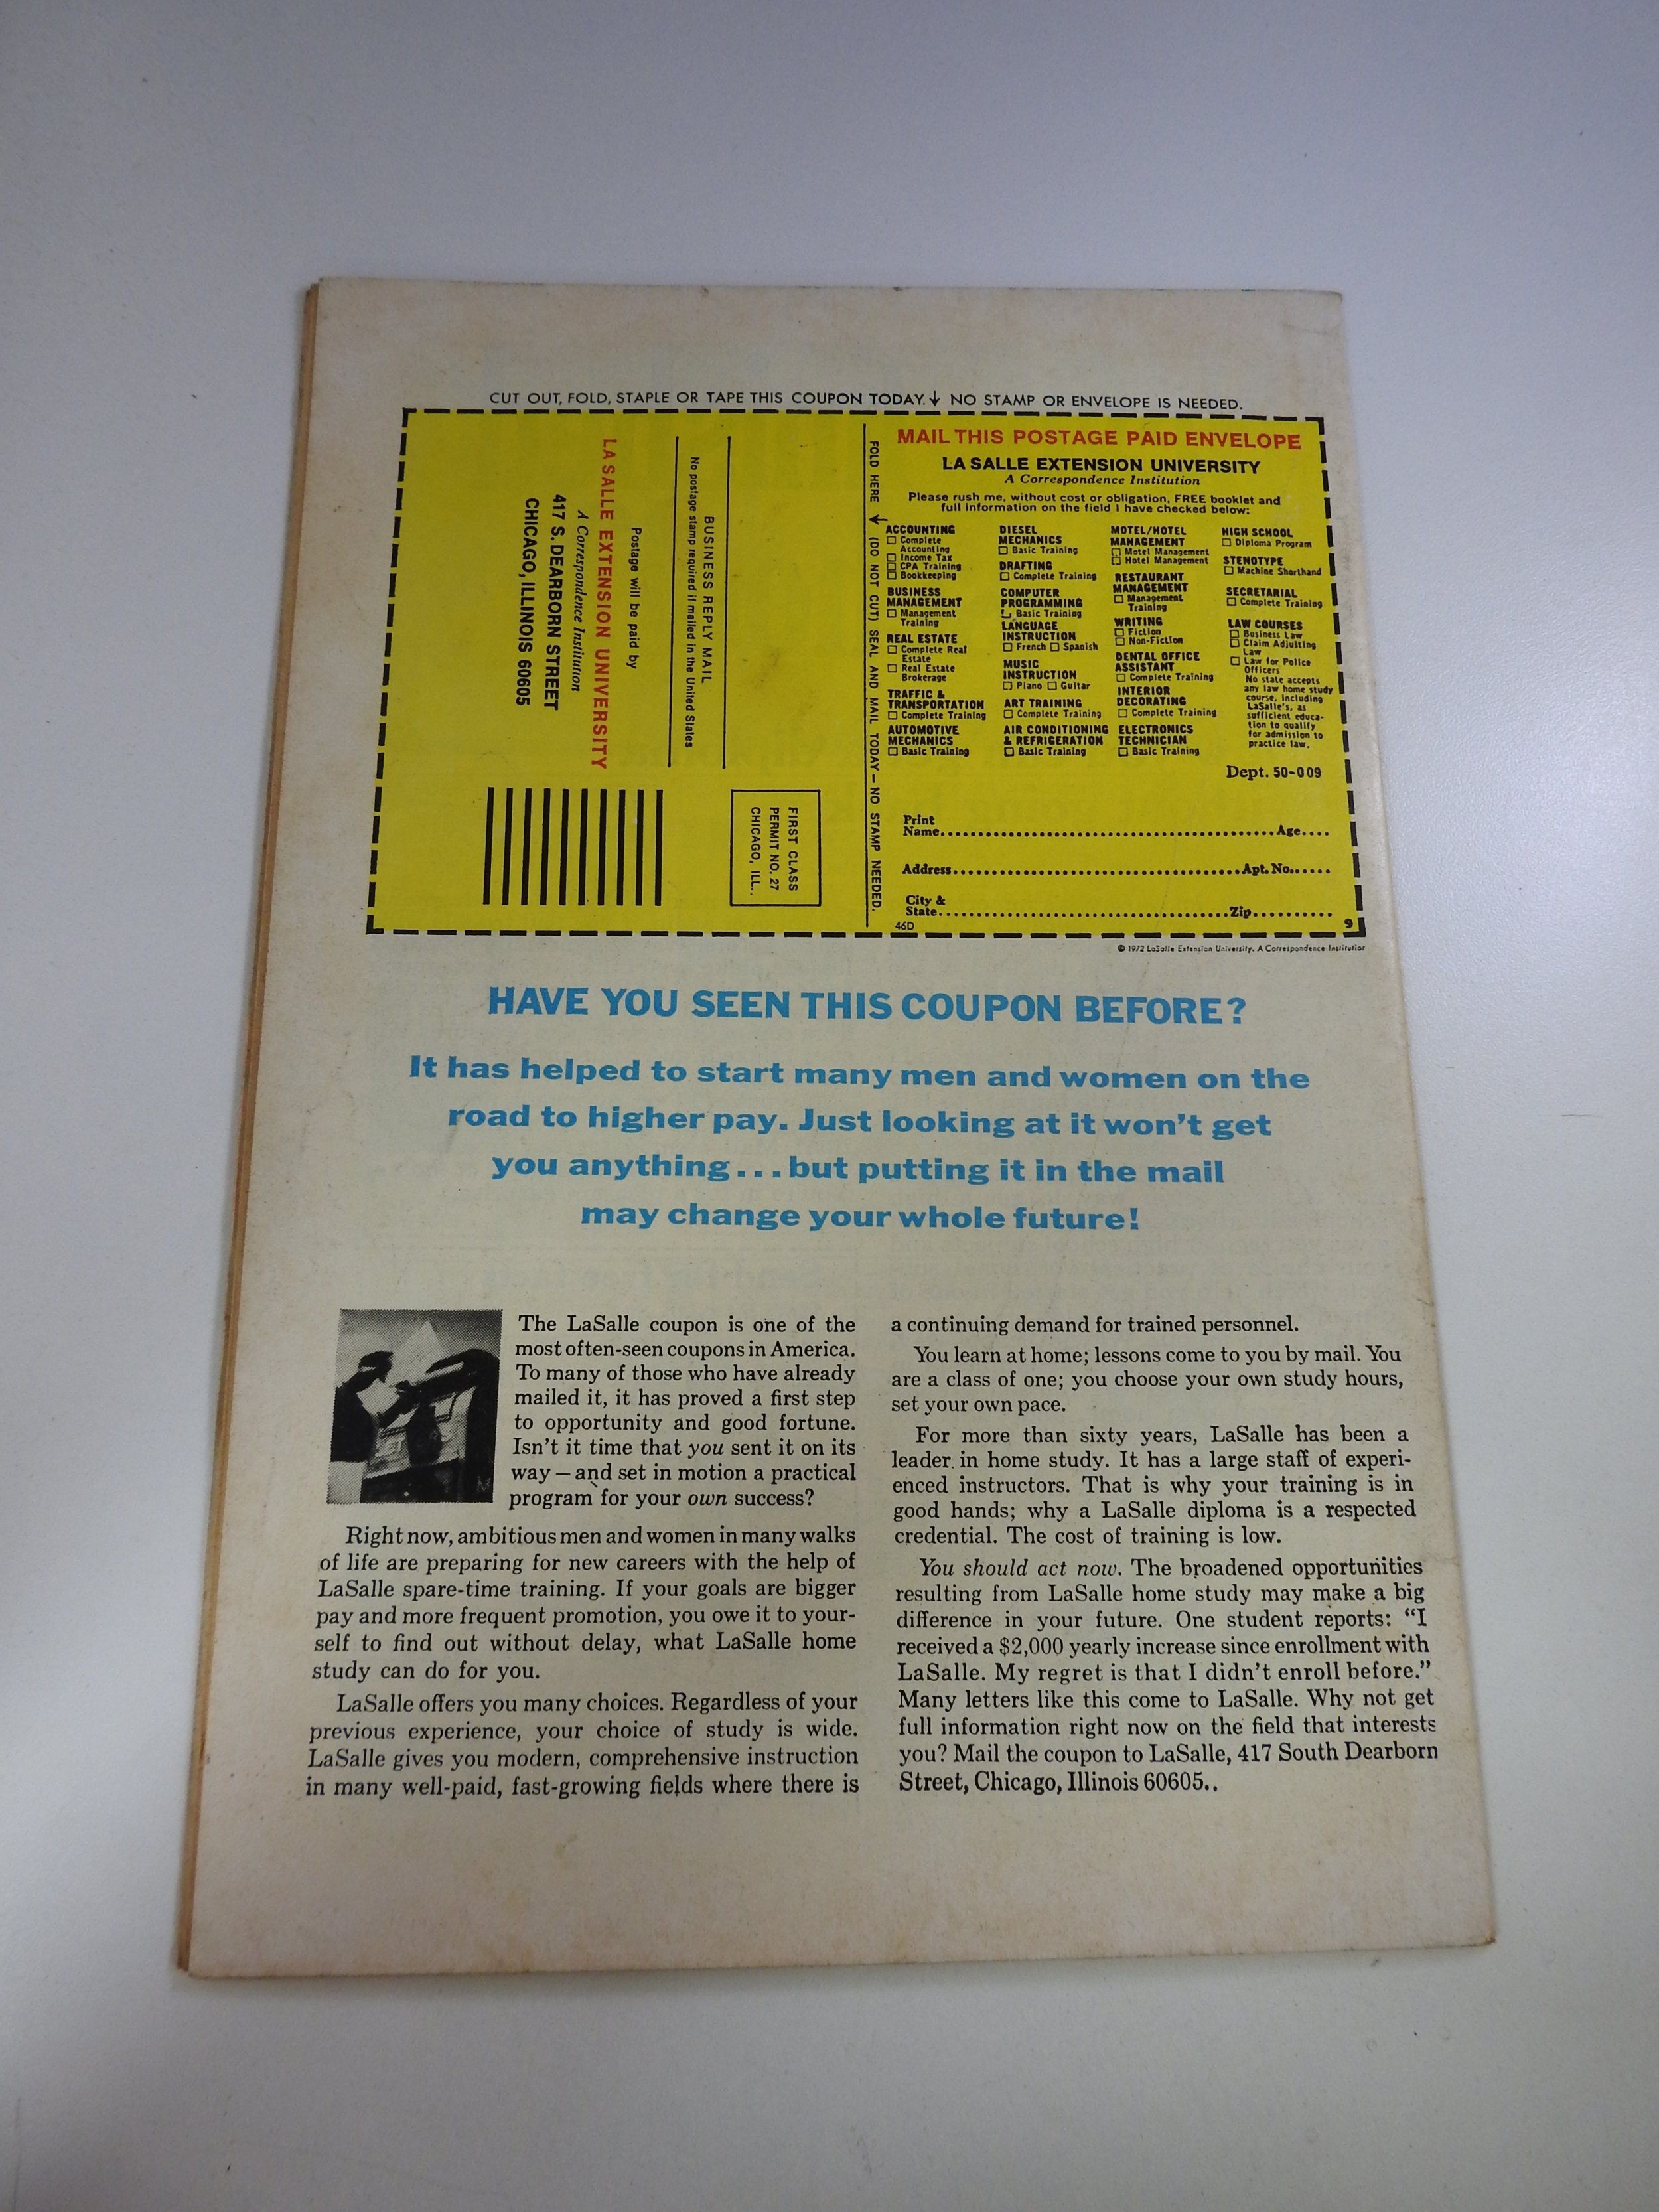 CUT OUT, FOLD, STAPLE OR TAPE THIS COUPON TODAY.↓ NO STAMP OR ENVELOPE IS NEEDED.
FIRST CLASS
PERMIT NO. 27
CHICAGO, ILL.
BUSINESS REPLY MAIL
No postage stamp required if mailed in the United States
Postage will be paid by
LA SALLE EXTENSION UNIVERSITY
A Correspondence Institution
417 S. DEARBORN STREET
CHICAGO, ILLINOIS 60605
FOLD HERE ↓ (DO NOT CUT) SEAL AND MAIL TODAY — NO STAMP NEEDED.
MAIL THIS POSTAGE PAID ENVELOPE
LA SALLE EXTENSION UNIVERSITY
A Correspondence Institution
Please rush me, without cost or obligation, FREE booklet and
full information on the field I have checked below:
ACCOUNTING
☐ Complete
Accounting
☐ Income Tax
☐ CPA Training
☐ Bookkeeping
BUSINESS
MANAGEMENT
☐ Management
Training
REAL ESTATE
☐ Complete Real
Estate
☐ Real Estate
Brokerage
TRAFFIC &
TRANSPORTATION
☐ Complete Training
AUTOMOTIVE
MECHANICS
☐ Basic Training
DIESEL
MECHANICS
☐ Basic Training
DRAFTING
☐ Complete Training
COMPUTER
PROGRAMMING
☐ Basic Training
LANGUAGE
INSTRUCTION
☐ French ☐ Spanish
MUSIC
INSTRUCTION
☐ Piano ☐ Guitar
ART TRAINING
☐ Complete Training
AIR CONDITIONING
& REFRIGERATION
☐ Basic Training
MOTEL/HOTEL
MANAGEMENT
☐ Motel Management
☐ Hotel Management
RESTAURANT
MANAGEMENT
☐ Management
Training
WRITING
☐ Fiction
☐ Non-Fiction
DENTAL OFFICE
ASSISTANT
☐ Complete Training
INTERIOR
DECORATING
☐ Complete Training
ELECTRONICS
TECHNICIAN
☐ Basic Training
HIGH SCHOOL
☐ Diploma Program
STENOTYPE
☐ Machine Shorthand
SECRETARIAL
☐ Complete Training
LAW COURSES
☐ Business Law
☐ Claim Adjusting
Law
☐ Law for Police
Officers
No state accepts
any law home study
course, including
LaSalle's, as
sufficient educa-
tion to qualify
for admission to
practice law.
Dept. 50-009
Print
Name........Age....
Address........Apt. No......
City &
State........Zip..........
46D
9
© 1972 LaSalle Extension University, A Correspondence Institution
HAVE YOU SEEN THIS COUPON BEFORE?
It has helped to start many men and women on the
road to higher pay. Just looking at it won't get
you anything...but putting it in the mail
may change your whole future!
The LaSalle coupon is one of the
most often-seen coupons in America.
To many of those who have already
mailed it, it has proved a first step
to opportunity and good fortune.
Isn't it time that you sent it on its
way — and set in motion a practical
program for your own success?
Right now, ambitious men and women in many walks
of life are preparing for new careers with the help of
LaSalle spare-time training. If your goals are bigger
pay and more frequent promotion, you owe it to your-
self to find out without delay, what LaSalle home
study can do for you.
LaSalle offers you many choices. Regardless of your
previous experience, your choice of study is wide.
LaSalle gives you modern, comprehensive instruction
in many well-paid, fast-growing fields where there is
a continuing demand for trained personnel.
You learn at home; lessons come to you by mail. You
are a class of one; you choose your own study hours,
set your own pace.
For more than sixty years, LaSalle has been a
leader in home study. It has a large staff of experi-
enced instructors. That is why your training is in
good hands; why a LaSalle diploma is a respected
credential. The cost of training is low.
You should act now. The broadened opportunities
resulting from LaSalle home study may make a big
difference in your future. One student reports: "I
received a $2,000 yearly increase since enrollment with
LaSalle. My regret is that I didn't enroll before."
Many letters like this come to LaSalle. Why not get
full information right now on the field that interests
you? Mail the coupon to LaSalle, 417 South Dearborn
Street, Chicago, Illinois 60605..